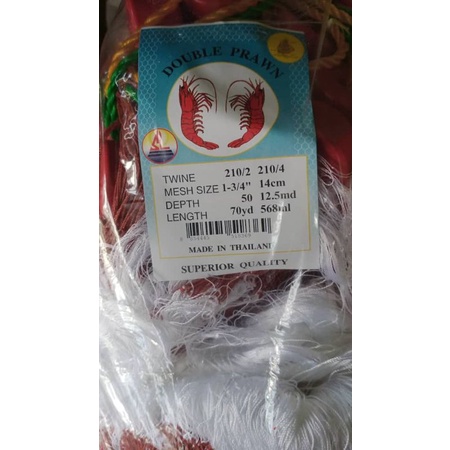 DOUBLE PRAWN
TWINE 210/2 210/4
MESH SIZE 1-3/4" 14cm
DEPTH 50 12.5md
LENGTH 70yd 568ml
MADE IN THAILAND
SUPERIOR QUALITY